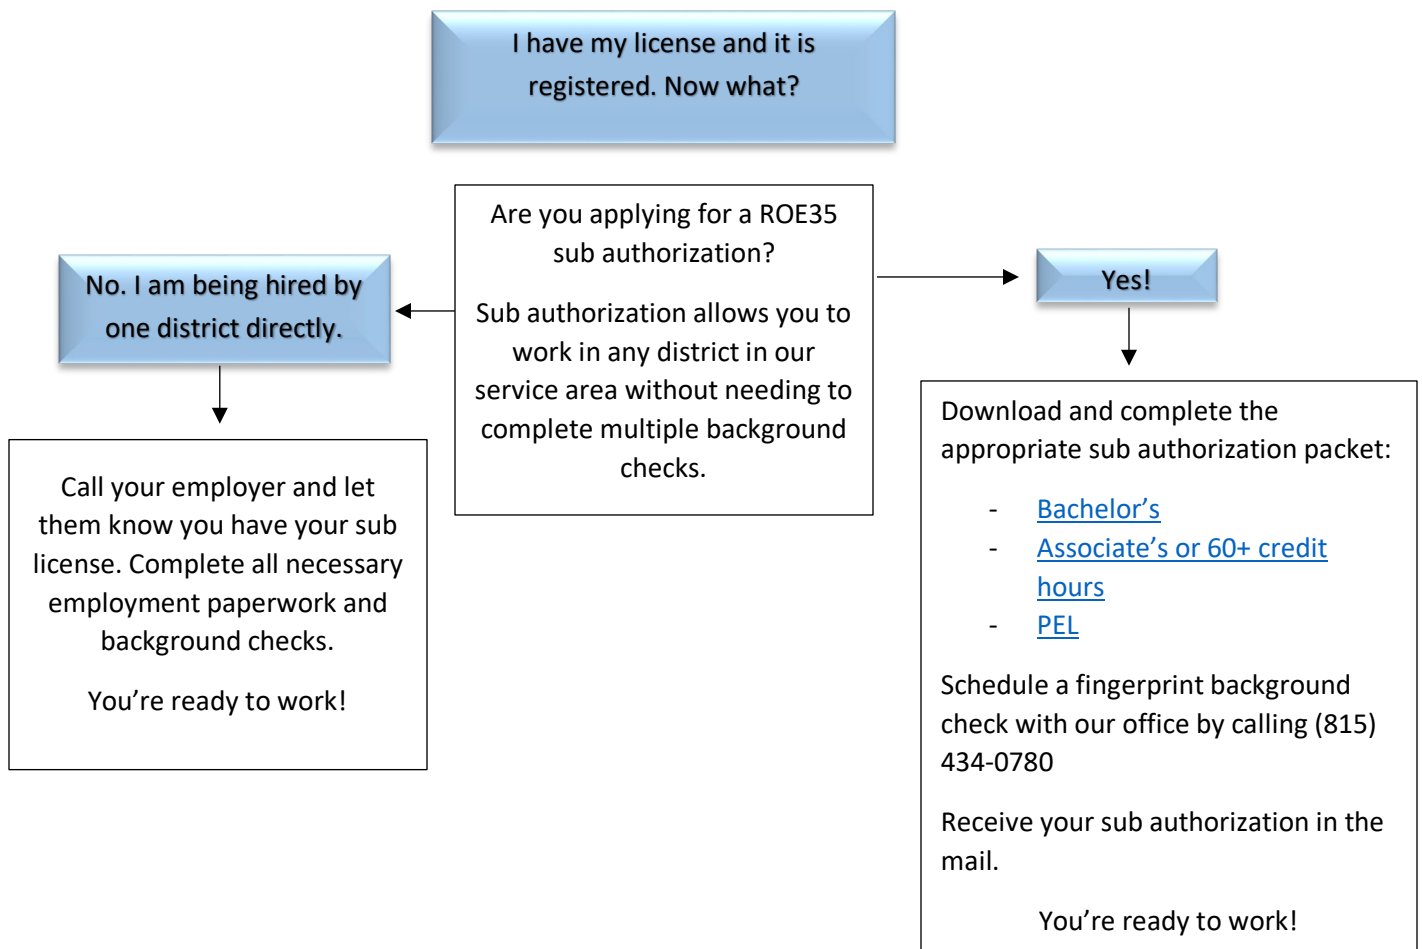 I have my license and it is
registered. Now what?
Are you applying for a ROE35
sub authorization?
Sub authorization allows you to
work in any district in our
service area without needing to
complete multiple background
checks.
No. I am being hired by
one district directly.
Call your employer and let
them know you have your sub
license. Complete all necessary
employment paperwork and
background checks.
You’re ready to work!
Yes!
Download and complete the
appropriate sub authorization packet:
- Bachelor’s
- Associate’s or 60+ credit
hours
- PEL
Schedule a fingerprint background
check with our office by calling (815)
434-0780
Receive your sub authorization in the
mail.
You’re ready to work!